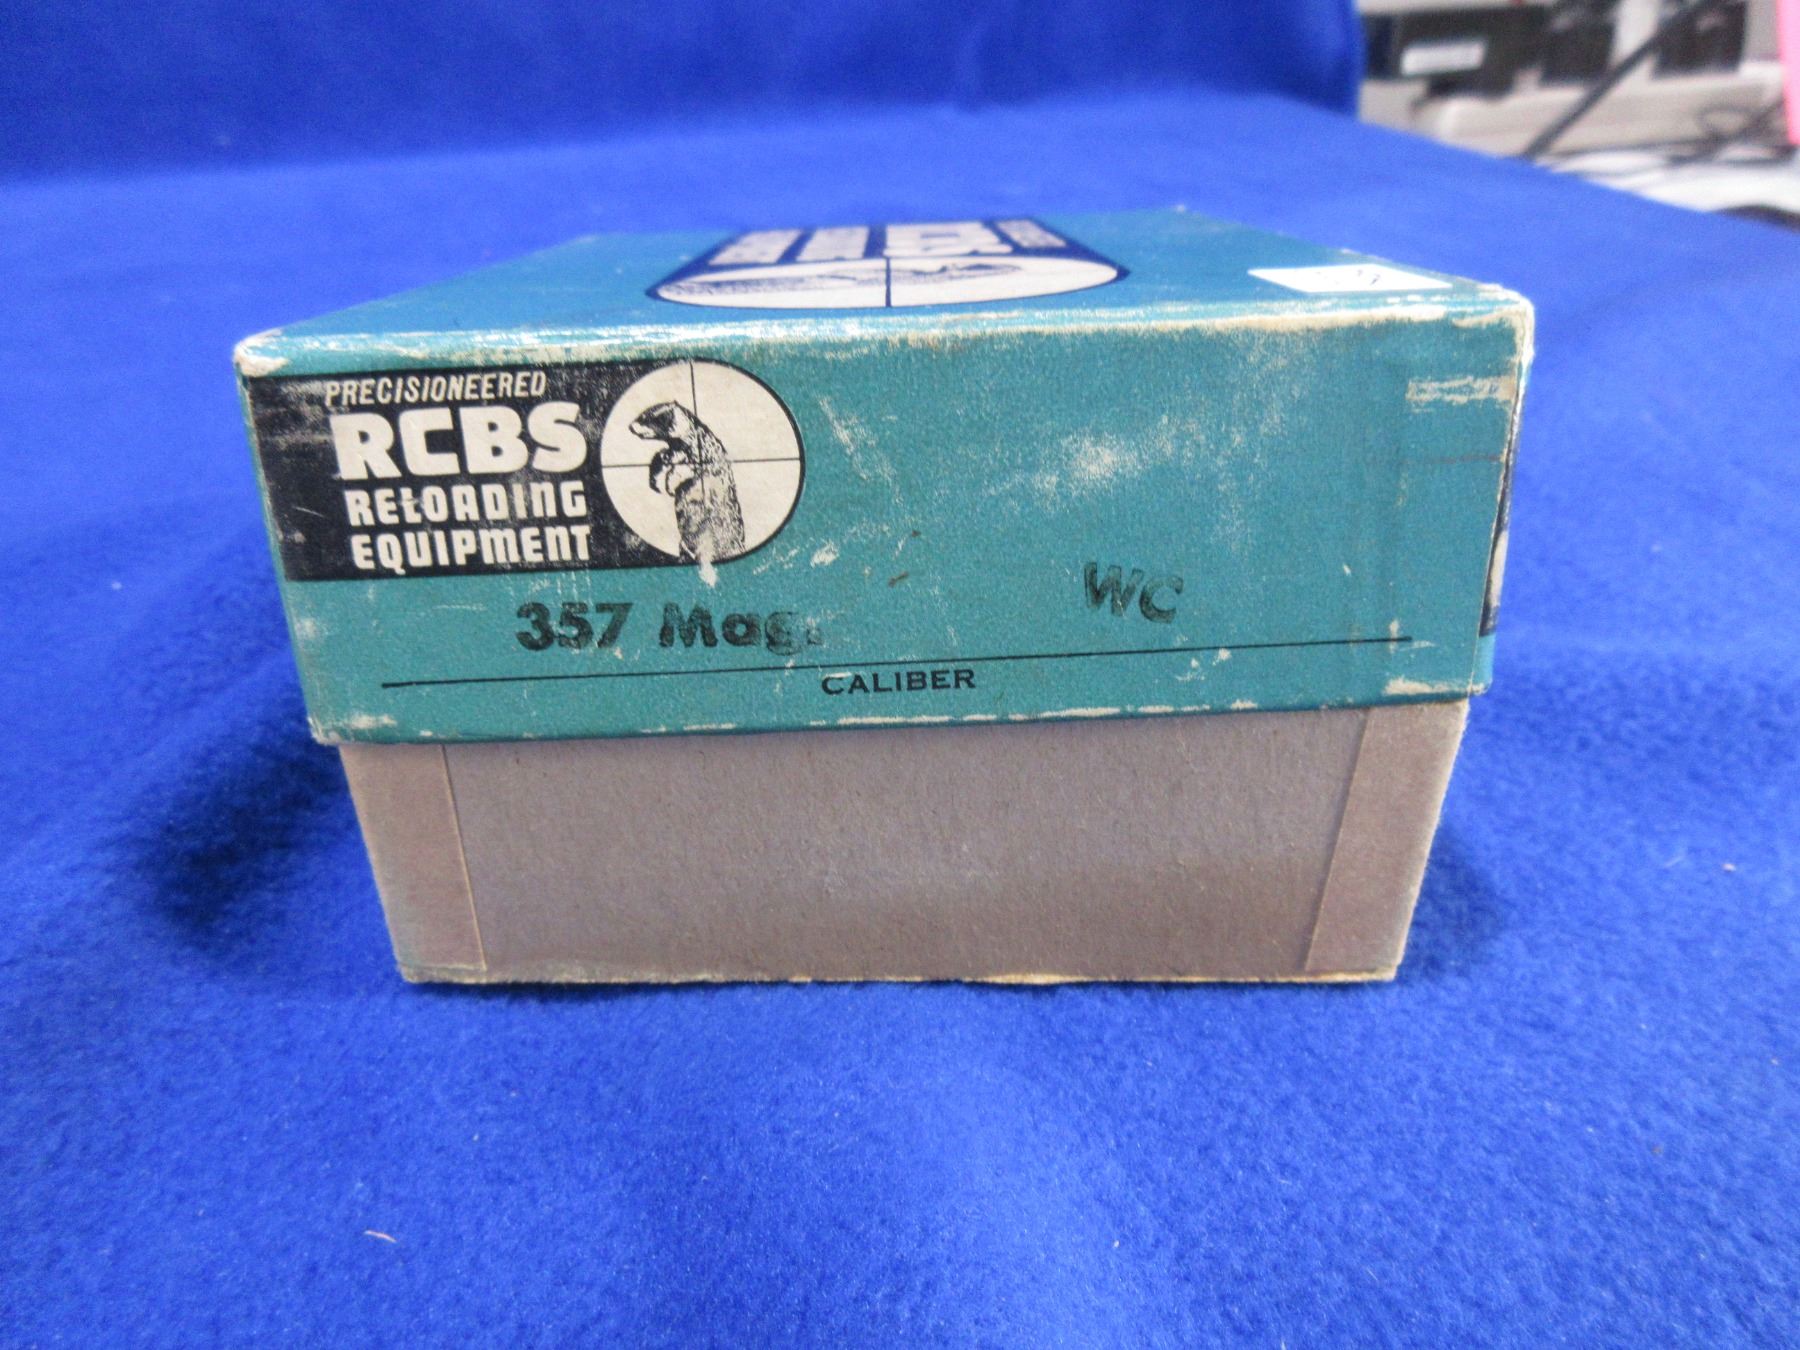 PRECISIONEERED
RCBS
RELOADING
EQUIPMENT
357 Mag. WC
CALIBER